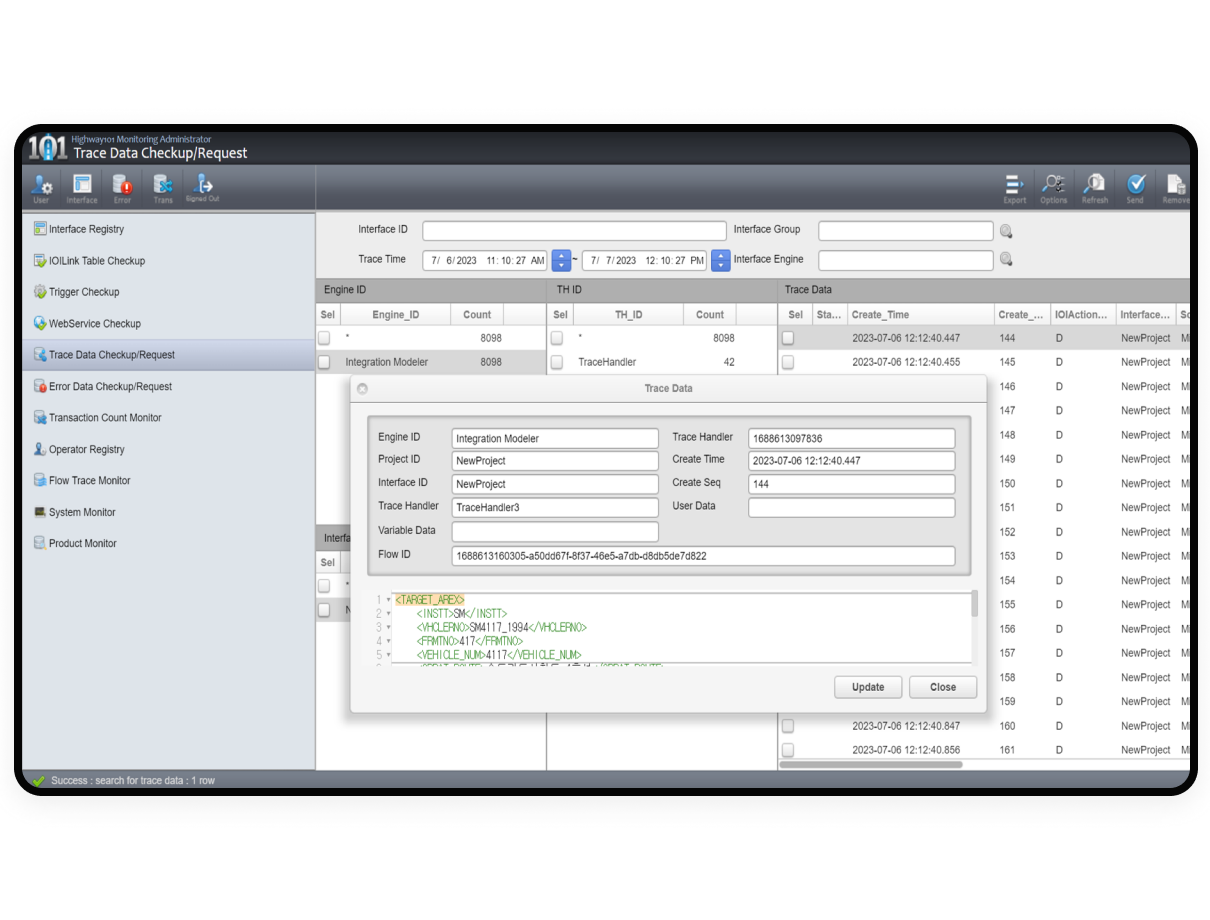 101 Highway101 Monitoring Administrator
Trace Data Checkup/Request
User Interface Error Trans Signed Out Export Options Refresh Send Remove
Interface Registry
IOILink Table Checkup
Trigger Checkup
WebService Checkup
Trace Data Checkup/Request
Error Data Checkup/Request
Transaction Count Monitor
Operator Registry
Flow Trace Monitor
System Monitor
Product Monitor
Interface ID Interface Group
Trace Time 7/ 6/2023 11:10:27 AM ~ 7/ 7/2023 12:10:27 PM Interface Engine
Engine ID TH ID Trace Data
Sel Engine_ID Count Sel TH_ID Count Sel Sta... Create_Time Create_... IOIAction... Interface...
* 8098 * 8098 2023-07-06 12:12:40.447 144 D NewProject
Integration Modeler 8098 TraceHandler 42 2023-07-06 12:12:40.455 145 D NewProject
146 D NewProject
147 D NewProject
148 D NewProject
149 D NewProject
150 D NewProject
151 D NewProject
152 D NewProject
153 D NewProject
154 D NewProject
155 D NewProject
156 D NewProject
157 D NewProject
158 D NewProject
159 D NewProject
2023-07-06 12:12:40.847 160 D NewProject
2023-07-06 12:12:40.856 161 D NewProject
Interfa
Sel
*
N
Trace Data
Engine ID Integration Modeler Trace Handler 1688613097836
Project ID NewProject Create Time 2023-07-06 12:12:40.447
Interface ID NewProject Create Seq 144
Trace Handler TraceHandler3 User Data
Variable Data
Flow ID 1688613160305-a50dd67f-8f37-46e5-a7db-d8db5de7d822
1 <TARGET_AREX>
2 <INSTT>SM</INSTT>
3 <VHCLERNO>SM4117_1994</VHCLERNO>
4 <FRMTNO>417</FRMTNO>
5 <VEHICLE_NUM>4117</VEHICLE_NUM>
Update Close
Success : search for trace data : 1 row